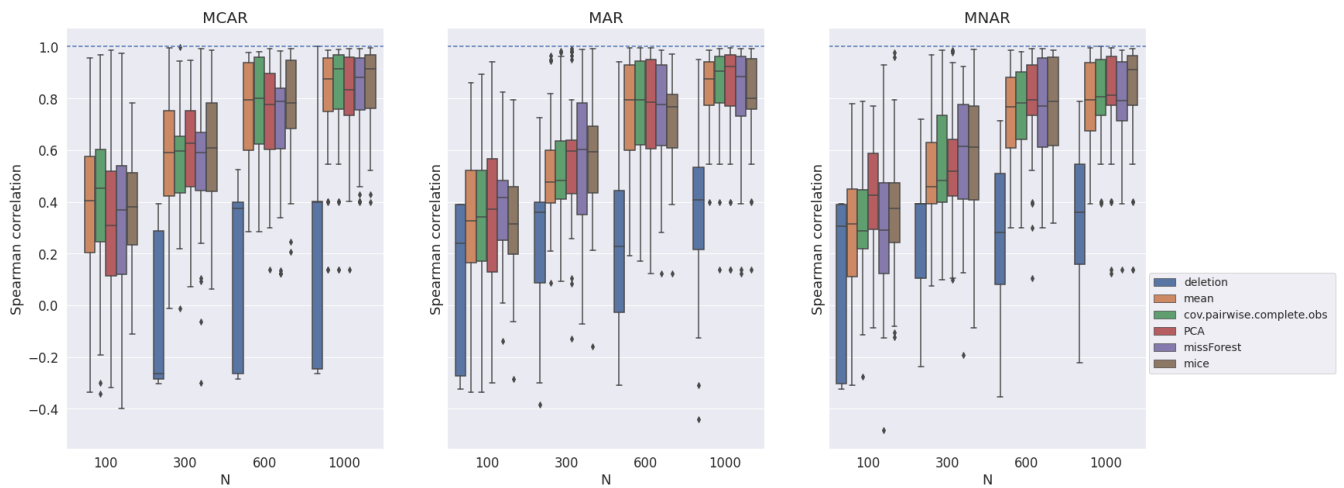 MCAR
MAR
MNAR
Spearman correlation
1.0
0.8
0.6
0.4
0.2
0.0
−0.2
−0.4
100 300 600 1000
N
Spearman correlation
100 300 600 1000
N
Spearman correlation
100 300 600 1000
N
deletion
mean
cov.pairwise.complete.obs
PCA
missForest
mice